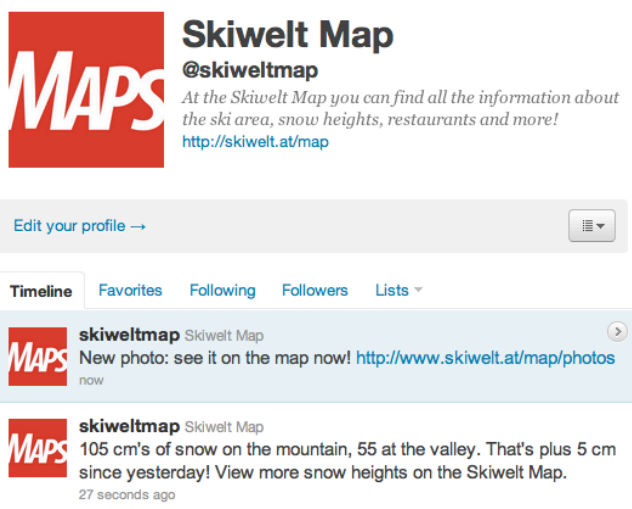 MAPS
Skiwelt Map
@skiweltmap
At the Skiwelt Map you can find all the information about
the ski area, snow heights, restaurants and more!
http://skiwelt.at/map
Edit your profile →
Timeline Favorites Following Followers Lists
MAPS
skiweltmap Skiwelt Map
New photo: see it on the map now! http://www.skiwelt.at/map/photos
now
MAPS
skiweltmap Skiwelt Map
105 cm's of snow on the mountain, 55 at the valley. That's plus 5 cm
since yesterday! View more snow heights on the Skiwelt Map.
27 seconds ago